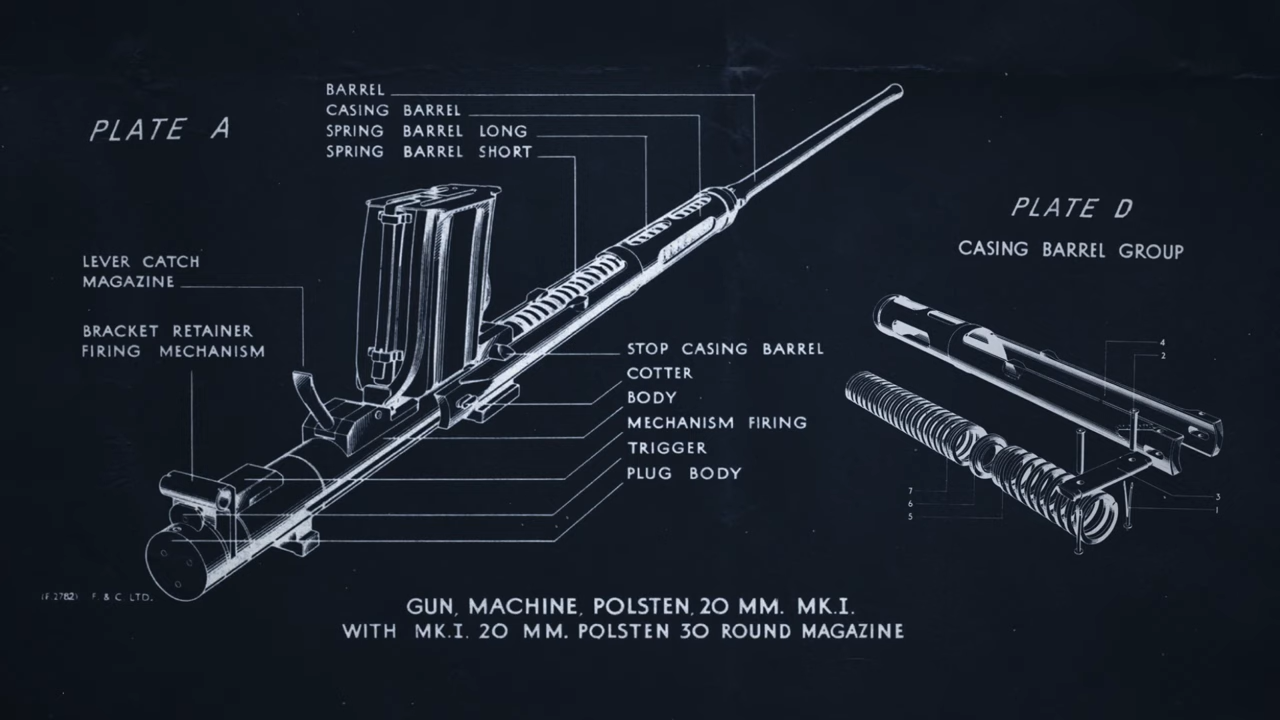 PLATE A
BARREL
CASING BARREL
SPRING BARREL LONG
SPRING BARREL SHORT
LEVER CATCH
MAGAZINE
BRACKET RETAINER
FIRING MECHANISM
STOP CASING BARREL
COTTER
BODY
MECHANISM FIRING
TRIGGER
PLUG BODY
(F.2782) F. & C. LTD.
GUN, MACHINE, POLSTEN, 20 MM. MK.I.
WITH MK.I. 20 MM. POLSTEN 30 ROUND MAGAZINE
PLATE D
CASING BARREL GROUP
4
2
7
6
5
3
1